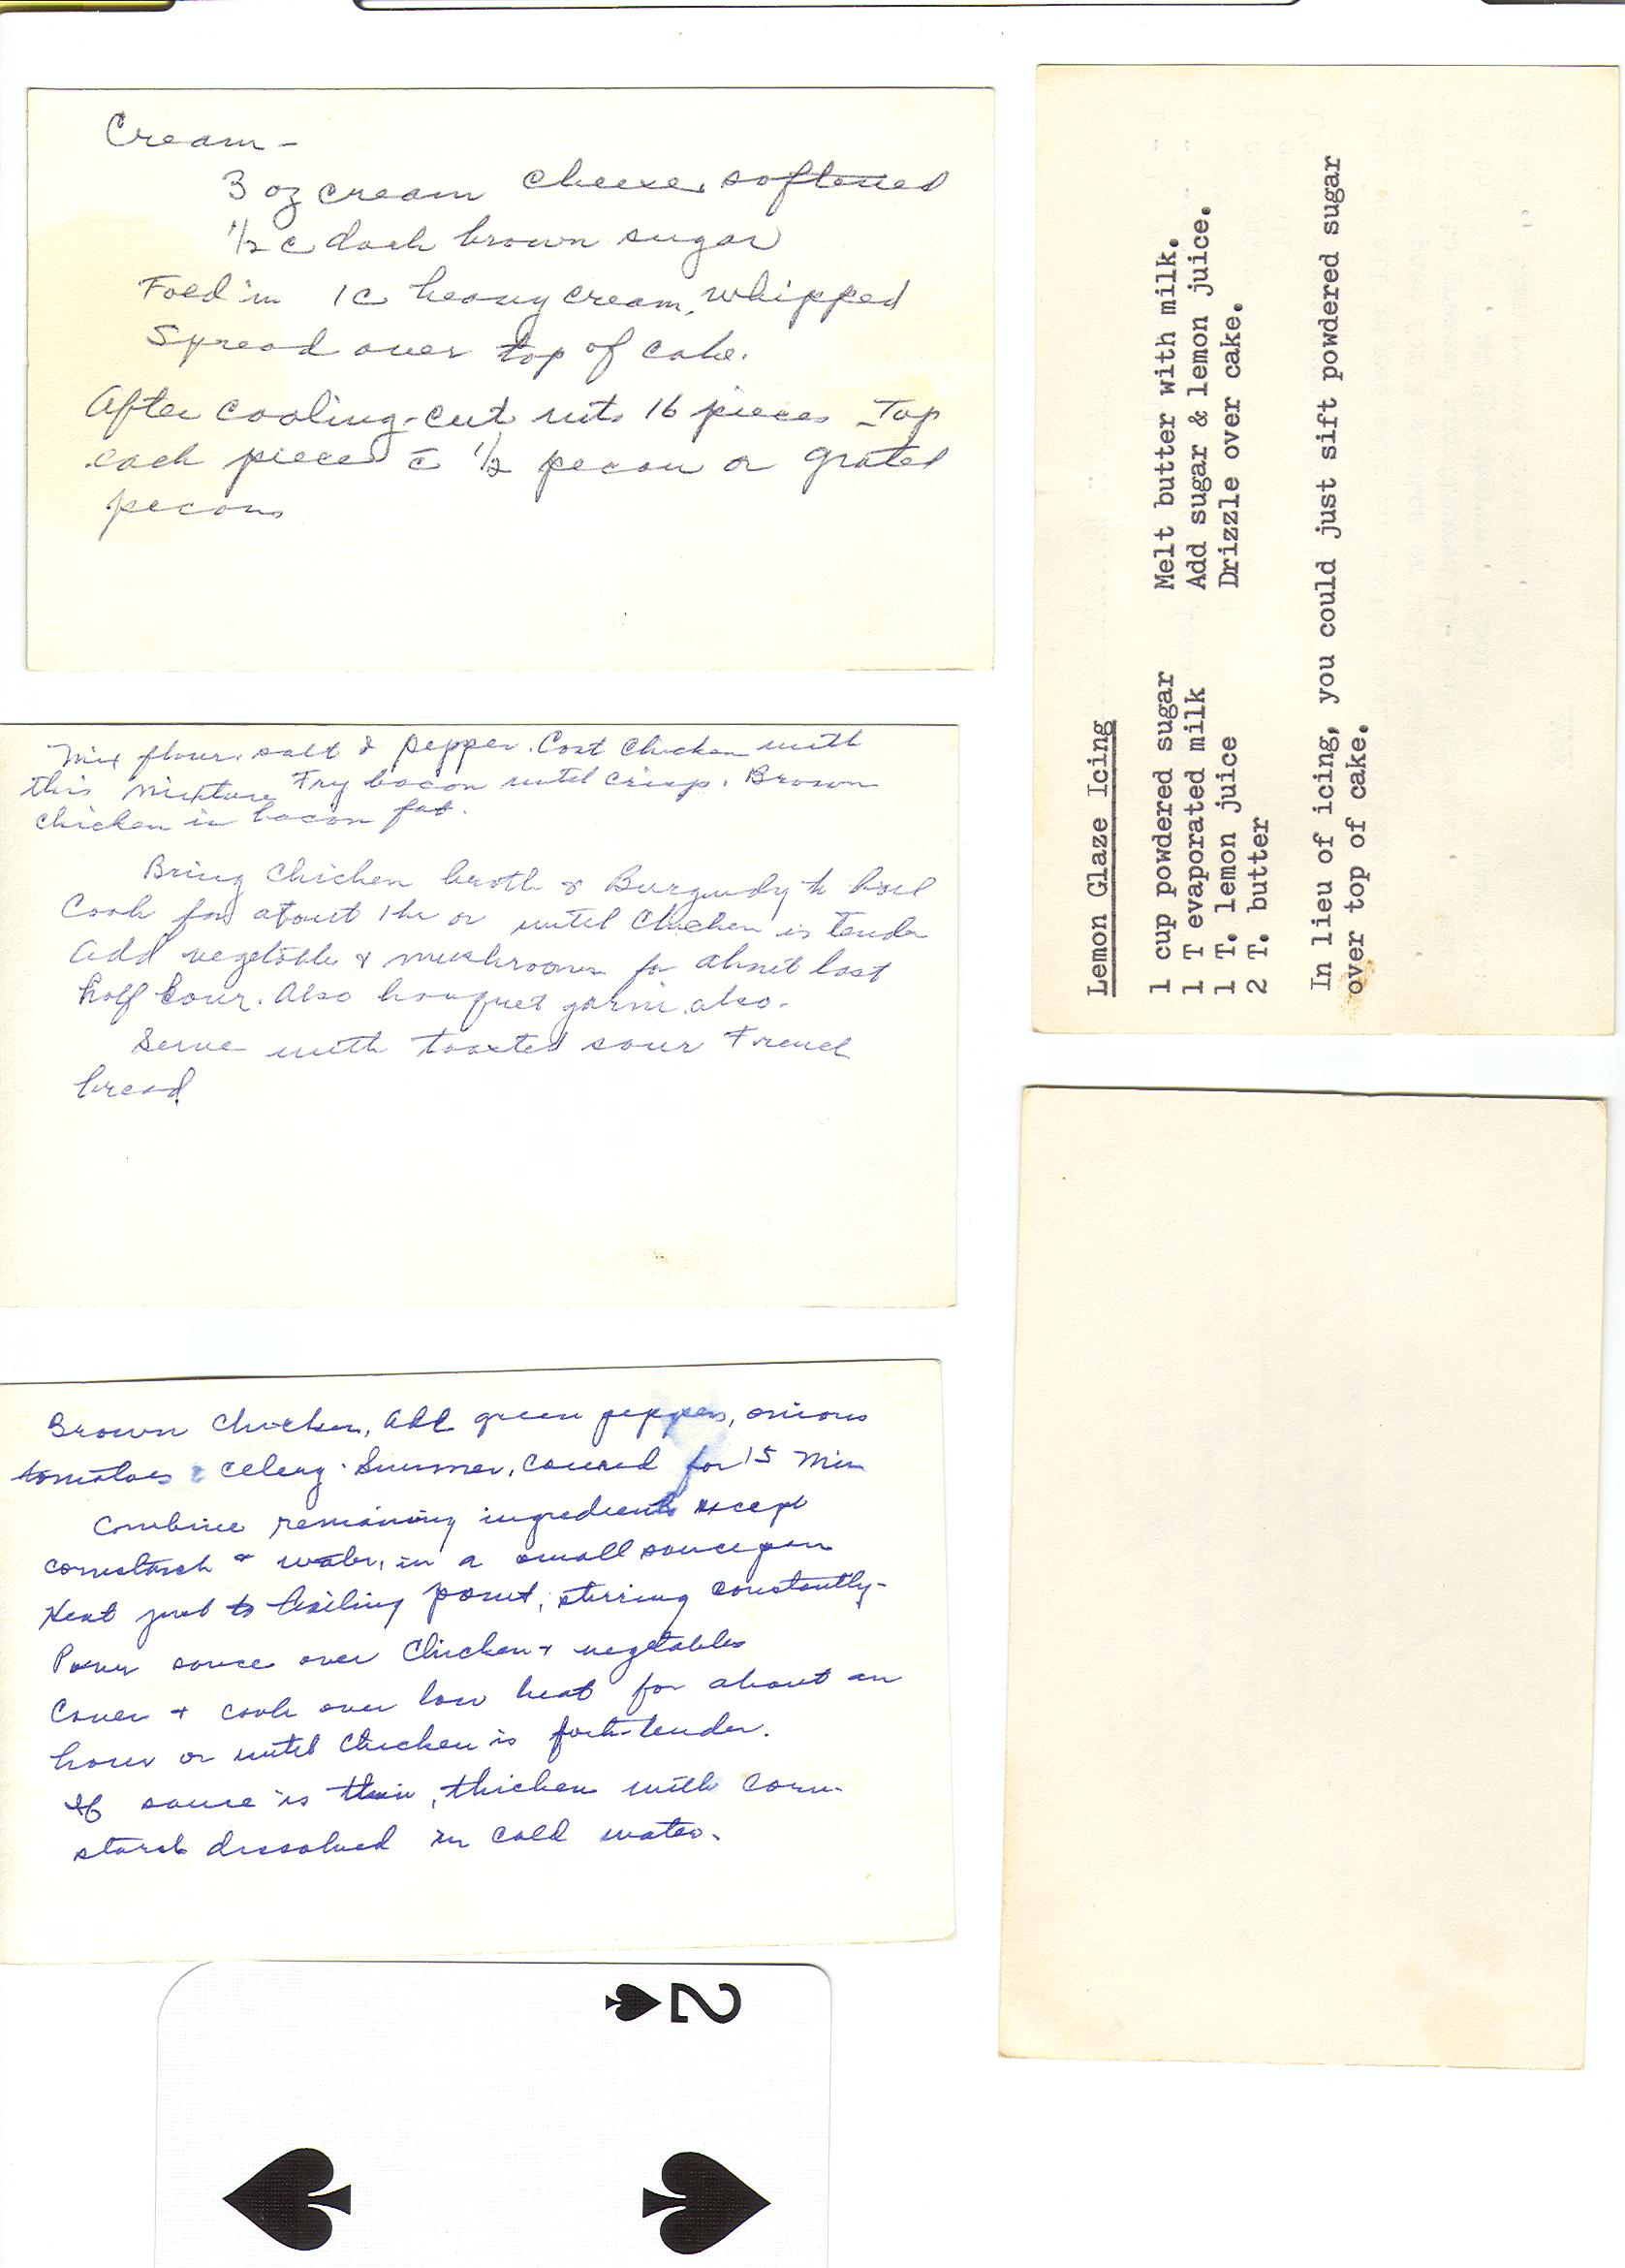 Cream -
3 oz cream cheese, softened
1/2 c dark brown sugar
Fold in 1 c heavy cream, whipped
Spread over top of cake.
After cooling - cut into 16 pieces Top
each piece c̄ 1/2 pecan or grated
pecans
Mix flour, salt & pepper. Coat chicken with
this mixture Fry bacon until crisp. Brown
chicken in bacon fat.
Bring Chicken broth & Burgundy to boil
Cook for about 1 hr or until Chicken is tender
Add vegetables & mushrooms for about last
half hour. Also bouquet garni also.
Serve with toasted sour French
bread
Brown Chicken, add green peppers, onions
tomatoes & celery. Simmer, covered for 15 min
Combine remaining ingredients except
cornstarch & water, in a small saucepan
Heat just to boiling point, stirring constantly-
Pour sauce over Chicken & vegetables
Cover & cook over low heat for about an
hour or until Chicken is fork-tender.
If sauce is thin, thicken with corn-
starch dissolved in cold water.
2
Lemon Glaze Icing
1 cup powdered sugar Melt butter with milk.
1 T evaporated milk Add sugar & lemon juice.
1 T. lemon juice Drizzle over cake.
2 T. butter
In lieu of icing, you could just sift powdered sugar
over top of cake.